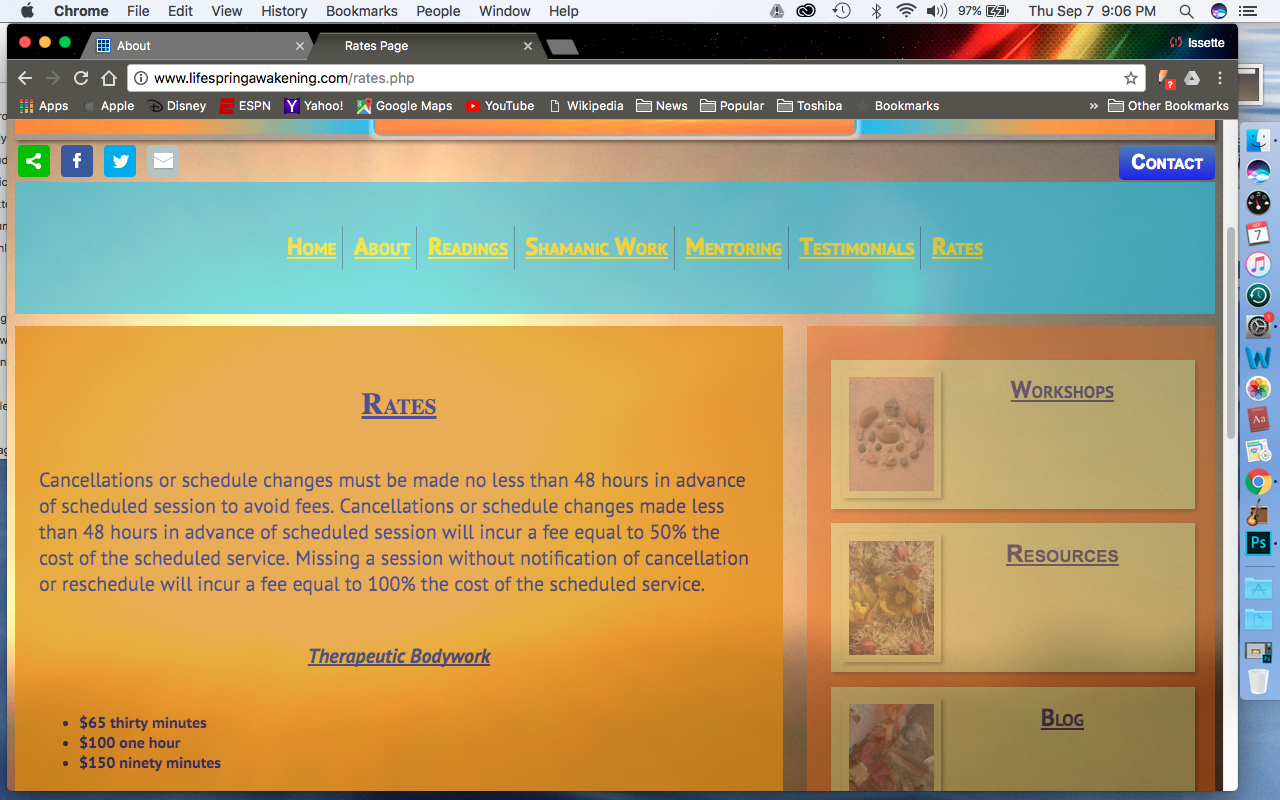 Chrome File Edit View History Bookmarks People Window Help 97% Thu Sep 7 9:06 PM
About Rates Page Issette
www.lifespringawakening.com/rates.php
Apps Apple Disney ESPN Yahoo! Google Maps YouTube Wikipedia News Popular Toshiba Bookmarks » Other Bookmarks
Contact
Home About Readings Shamanic Work Mentoring Testimonials Rates
Rates
Cancellations or schedule changes must be made no less than 48 hours in advance
of scheduled session to avoid fees. Cancellations or schedule changes made less
than 48 hours in advance of scheduled session will incur a fee equal to 50% the
cost of the scheduled service. Missing a session without notification of cancellation
or reschedule will incur a fee equal to 100% the cost of the scheduled service.
Therapeutic Bodywork
• $65 thirty minutes
• $100 one hour
• $150 ninety minutes
Workshops
Resources
Blog
7
Aa
Ps